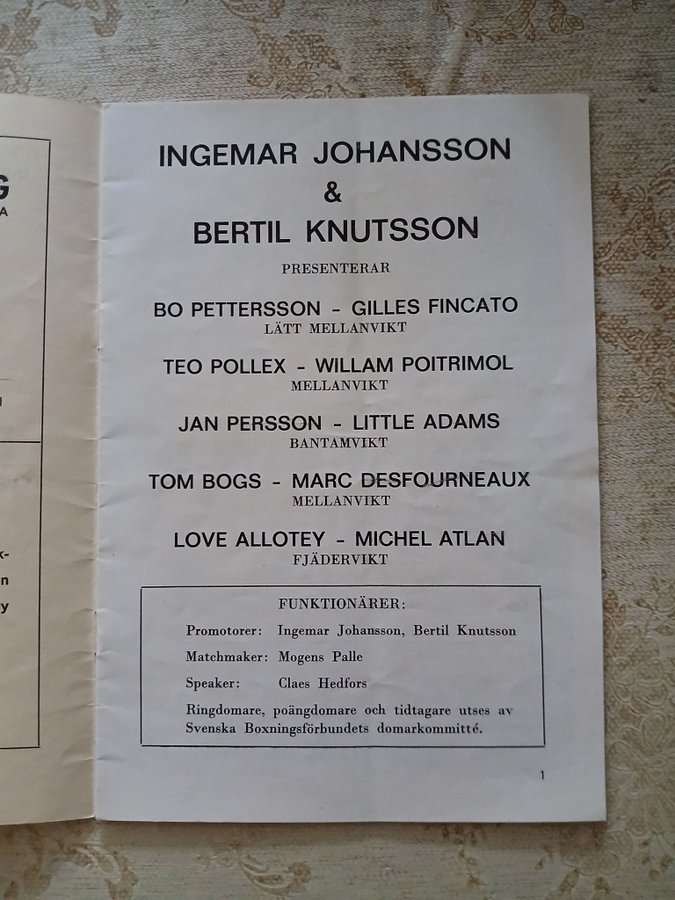 G
A
k-
n
y
INGEMAR JOHANSSON
&
BERTIL KNUTSSON
PRESENTERAR
BO PETTERSSON - GILLES FINCATO
LÄTT MELLANVIKT
TEO POLLEX - WILLAM POITRIMOL
MELLANVIKT
JAN PERSSON - LITTLE ADAMS
BANTAMVIKT
TOM BOGS - MARC DESFOURNEAUX
MELLANVIKT
LOVE ALLOTEY - MICHEL ATLAN
FJÄDERVIKT
FUNKTIONÄRER:
Promotorer: Ingemar Johansson, Bertil Knutsson
Matchmaker: Mogens Palle
Speaker: Claes Hedfors
Ringdomare, poängdomare och tidtagare utses av
Svenska Boxningsförbundets domarkommitté.
1